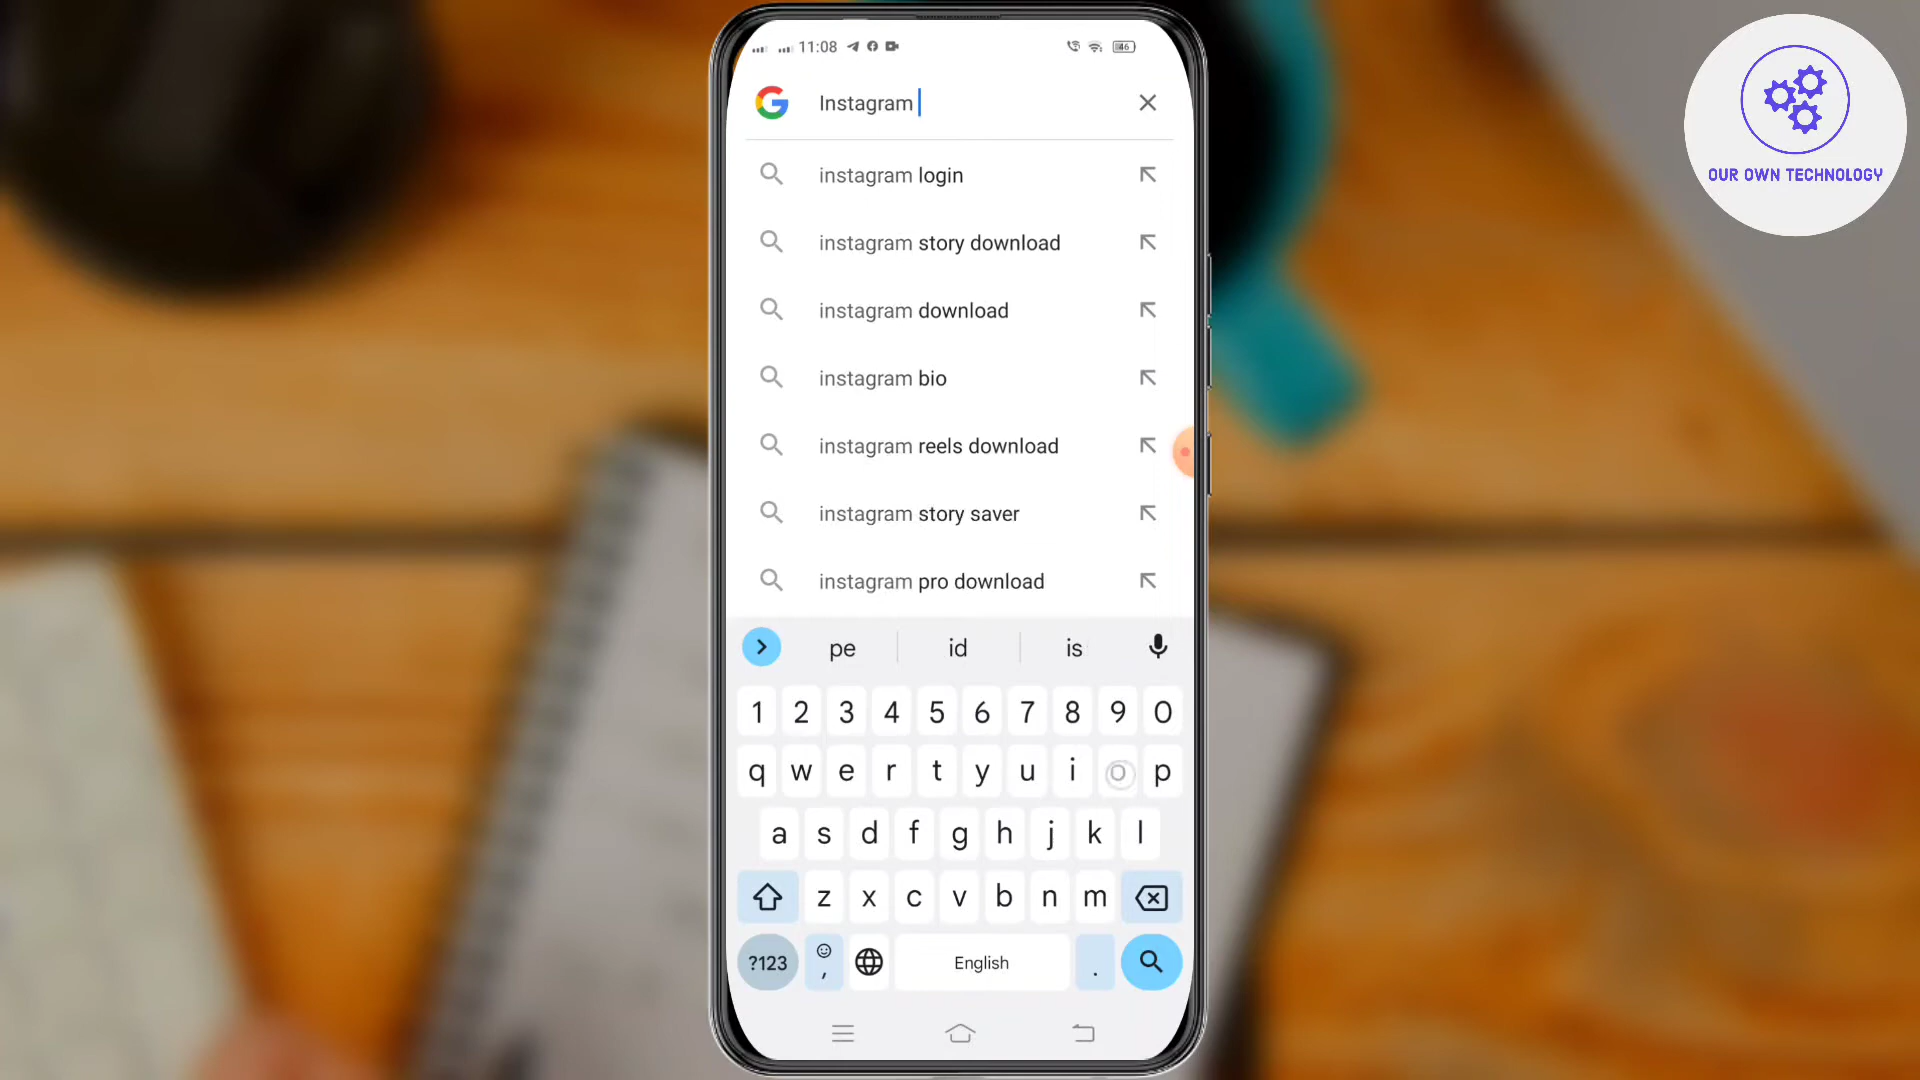 11:08
46
Instagram
instagram login
instagram story download
instagram download
instagram bio
instagram reels download
instagram story saver
instagram pro download
pe id is
1 2 3 4 5 6 7 8 9 0
q w e r t y u i o p
a s d f g h j k l
z x c v b n m
?123 , English .
OUR OWN TECHNOLOGY